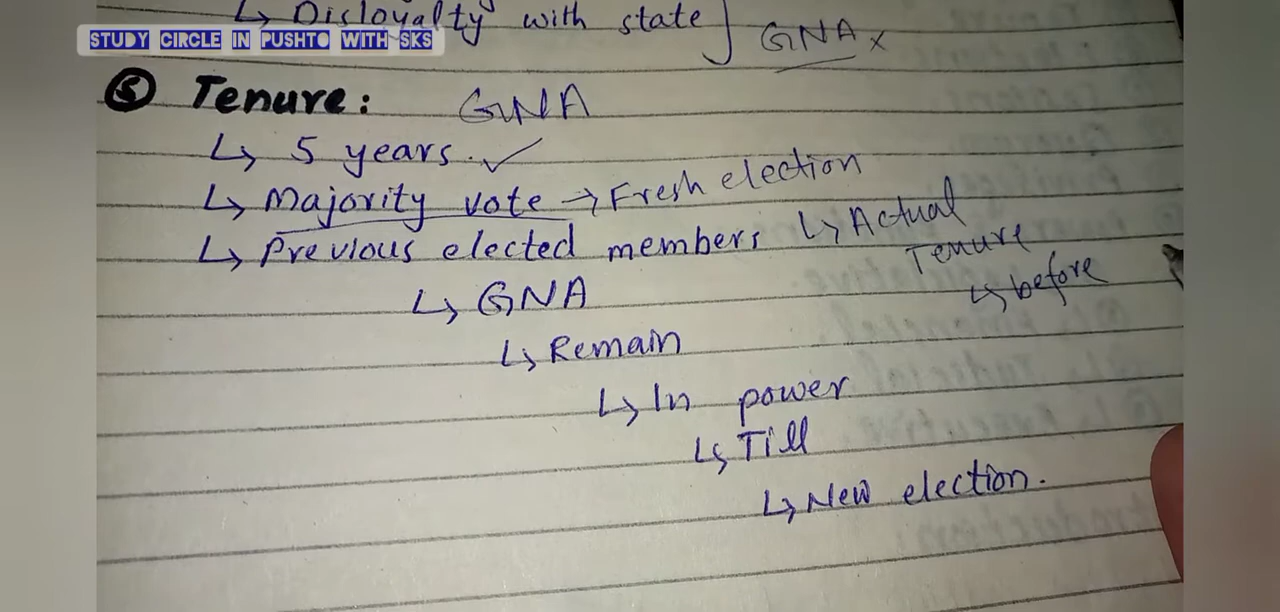 ↳ Disloyalty with state ] GNA x
STUDY CIRCLE IN PUSHTO WITH SKS
⑤ Tenure: GNA
↳ 5 years. ✓
↳ Majority vote → Fresh election
↳ Previous elected members ↳ Actual
Tenure
↳ before
↳ GNA
↳ Remain
↳ In power
↳ Till
↳ New election.